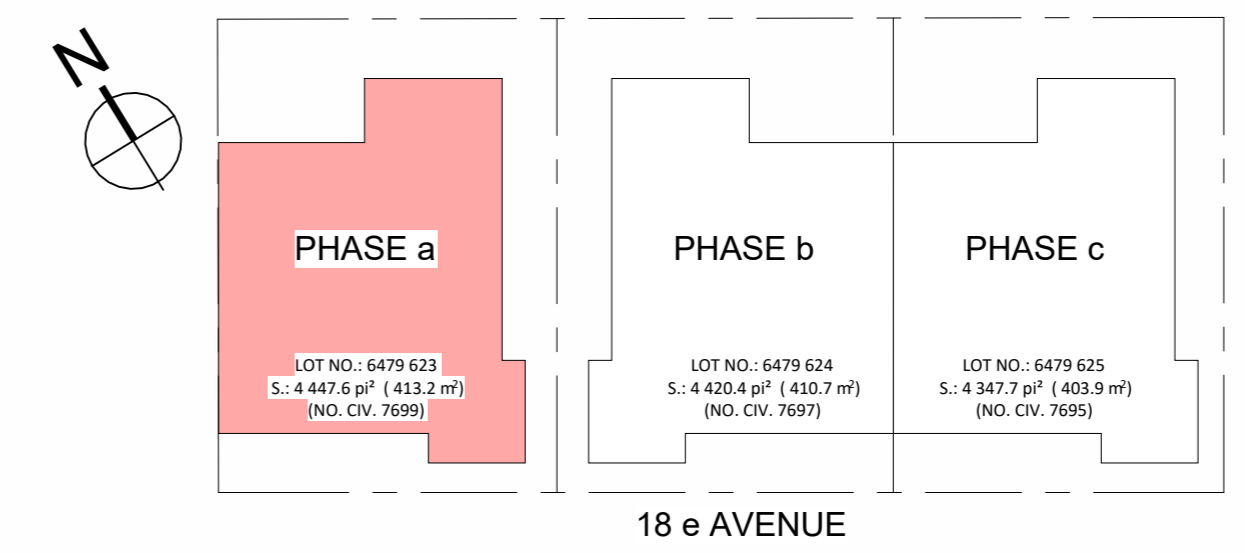 N
PHASE a
LOT NO.: 6479 623
S.: 4 447.6 pi² ( 413.2 m²)
(NO. CIV. 7699)
PHASE b
LOT NO.: 6479 624
S.: 4 420.4 pi² ( 410.7 m²)
(NO. CIV. 7697)
PHASE c
LOT NO.: 6479 625
S.: 4 347.7 pi² ( 403.9 m²)
(NO. CIV. 7695)
18 e AVENUE